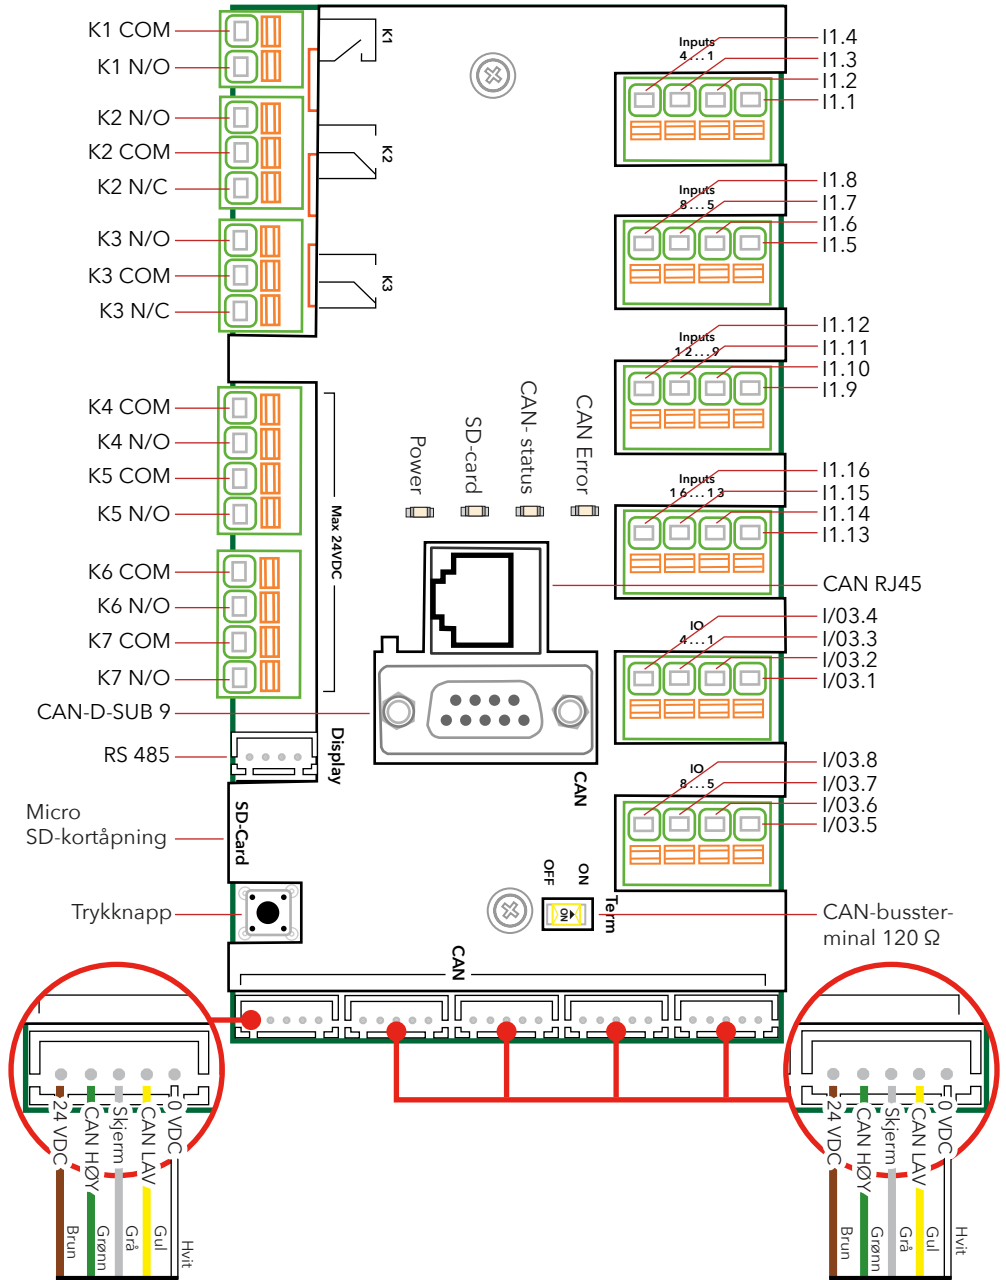 K1 COM
K1 N/O
K2 N/O
K2 COM
K2 N/C
K3 N/O
K3 COM
K3 N/C
K4 COM
K4 N/O
K5 COM
K5 N/O
K6 COM
K6 N/O
K7 COM
K7 N/O
CAN-D-SUB 9
RS 485
Micro
SD-kortåpning
Trykknapp
K1
K2
K3
Max 24VDC
Display
SD-Card
Power
SD-card
CAN- status
CAN Error
CAN
OFF
ON
ON
Term
CAN
Inputs
4...1
I1.4
I1.3
I1.2
I1.1
Inputs
8...5
I1.8
I1.7
I1.6
I1.5
Inputs
12...9
I1.12
I1.11
I1.10
I1.9
Inputs
16...13
I1.16
I1.15
I1.14
I1.13
CAN RJ45
IO
4...1
I/03.4
I/03.3
I/03.2
I/03.1
IO
8...5
I/03.8
I/03.7
I/03.6
I/03.5
CAN-busster-
minal 120 Ω
24 VDC
CAN HØY
Skjerm
CAN LAV
0 VDC
Brun
Grønn
Grå
Gul
Hvit
24 VDC
CAN HØY
Skjerm
CAN LAV
0 VDC
Brun
Grønn
Grå
Gul
Hvit